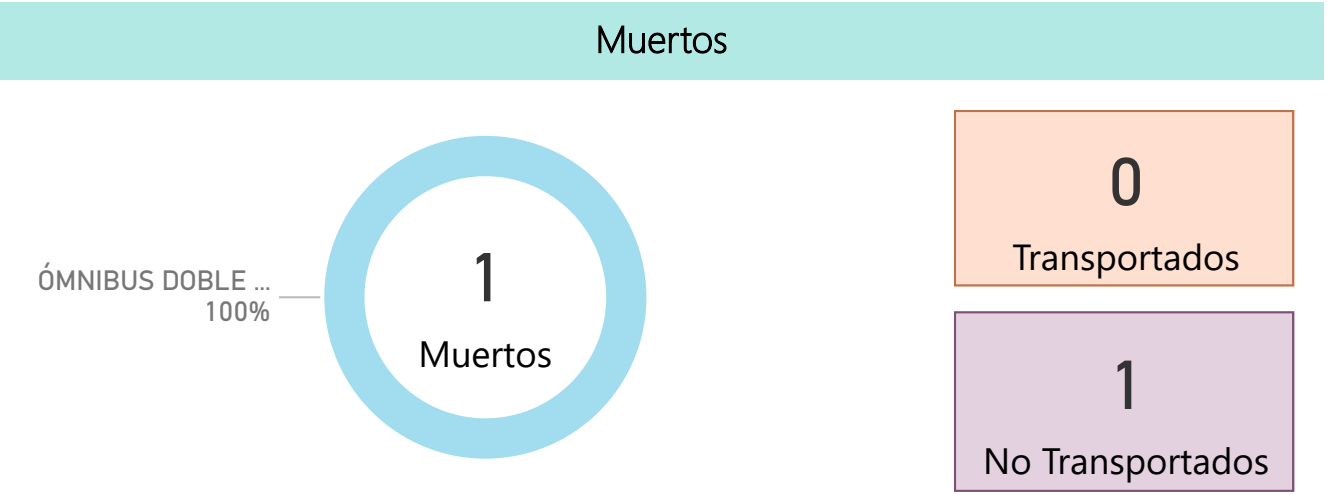 Muertos
ÓMNIBUS DOBLE ...
100%
1
Muertos
0
Transportados
1
No Transportados